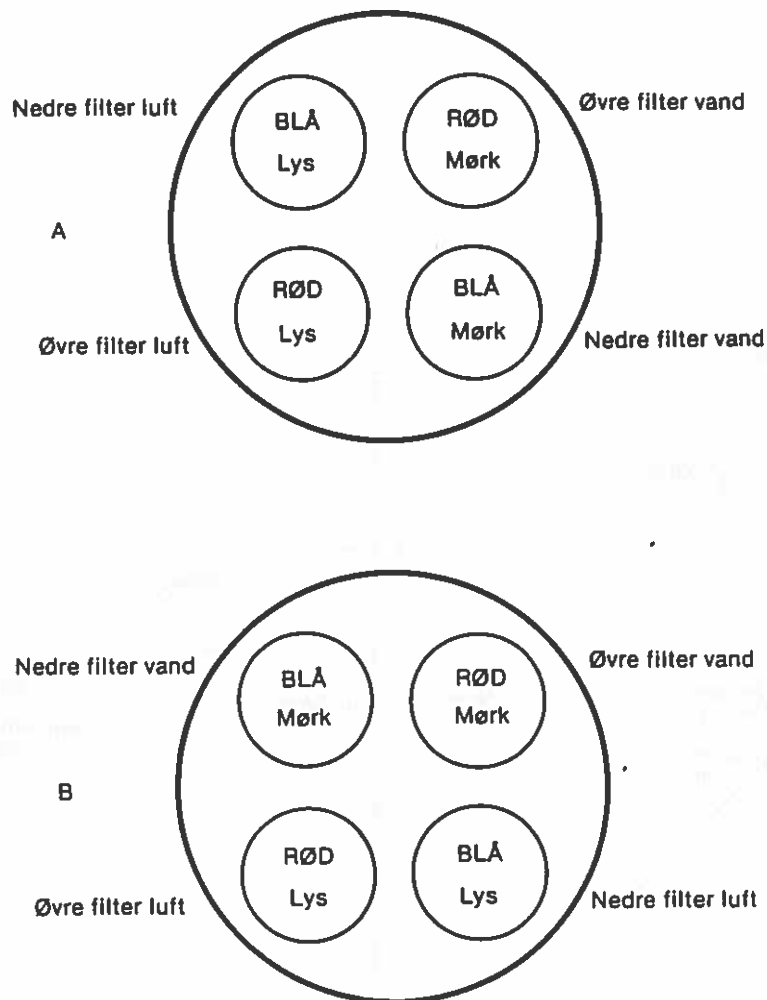 Nedre filter luft
BLÅ
Lys
RØD
Mørk
Øvre filter vand
A
RØD
Lys
Øvre filter luft
BLÅ
Mørk
Nedre filter vand
Nedre filter vand
BLÅ
Mørk
RØD
Mørk
Øvre filter vand
B
RØD
Lys
Øvre filter luft
BLÅ
Lys
Nedre filter luft